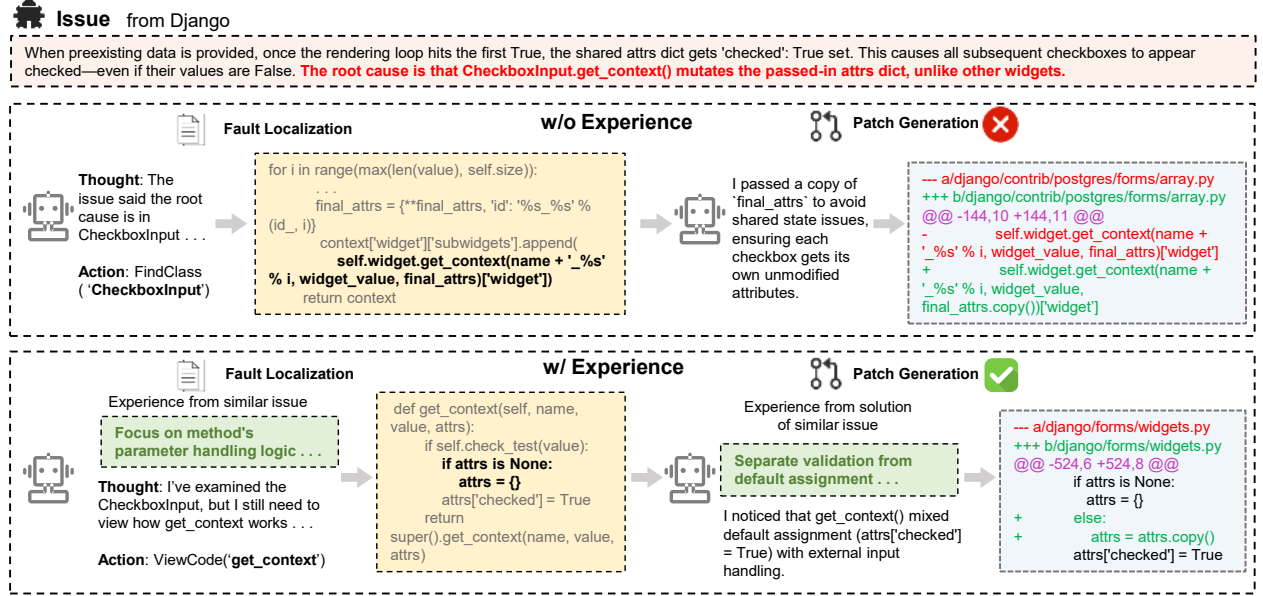 Issue from Django
When preexisting data is provided, once the rendering loop hits the first True, the shared attrs dict gets 'checked': True set. This causes all subsequent checkboxes to appear
checked—even if their values are False. The root cause is that CheckboxInput.get_context() mutates the passed-in attrs dict, unlike other widgets.
w/o Experience
Fault Localization
Thought: The
issue said the root
cause is in
CheckboxInput . . .
Action: FindClass
( ‘CheckboxInput’)
for i in range(max(len(value), self.size)):
. . .
final_attrs = {**final_attrs, 'id': '%s_%s' %
(id_, i)}
context['widget']['subwidgets'].append(
self.widget.get_context(name + '_%s'
% i, widget_value, final_attrs)['widget'])
return context
Patch Generation
I passed a copy of
`final_attrs` to avoid
shared state issues,
ensuring each
checkbox gets its
own unmodified
attributes.
--- a/django/contrib/postgres/forms/array.py
+++ b/django/contrib/postgres/forms/array.py
@@ -144,10 +144,11 @@
- self.widget.get_context(name +
'_%s' % i, widget_value, final_attrs)['widget']
+ self.widget.get_context(name +
'_%s' % i, widget_value,
final_attrs.copy())['widget']
w/ Experience
Fault Localization
Experience from similar issue
Focus on method's
parameter handling logic . . .
Thought: I’ve examined the
CheckboxInput, but I still need to
view how get_context works . . .
Action: ViewCode(‘get_context’)
def get_context(self, name,
value, attrs):
if self.check_test(value):
if attrs is None:
attrs = {}
attrs['checked'] = True
return
super().get_context(name, value,
attrs)
Patch Generation
Experience from solution
of similar issue
Separate validation from
default assignment . . .
I noticed that get_context() mixed
default assignment (attrs['checked']
= True) with external input
handling.
--- a/django/forms/widgets.py
+++ b/django/forms/widgets.py
@@ -524,6 +524,8 @@
if attrs is None:
attrs = {}
+ else:
+ attrs = attrs.copy()
attrs['checked'] = True